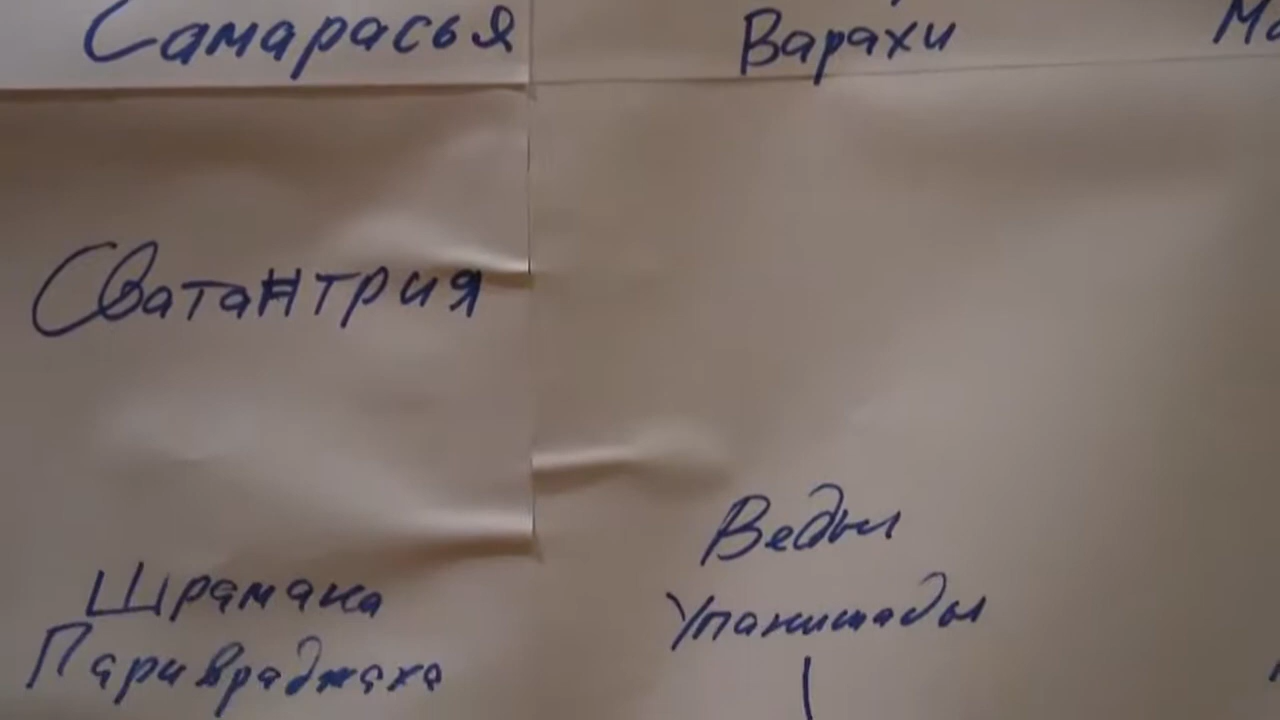 Самарасья
Варахи
Сватантрия
Веды
Упанишады
Шрамана
Паривраджака